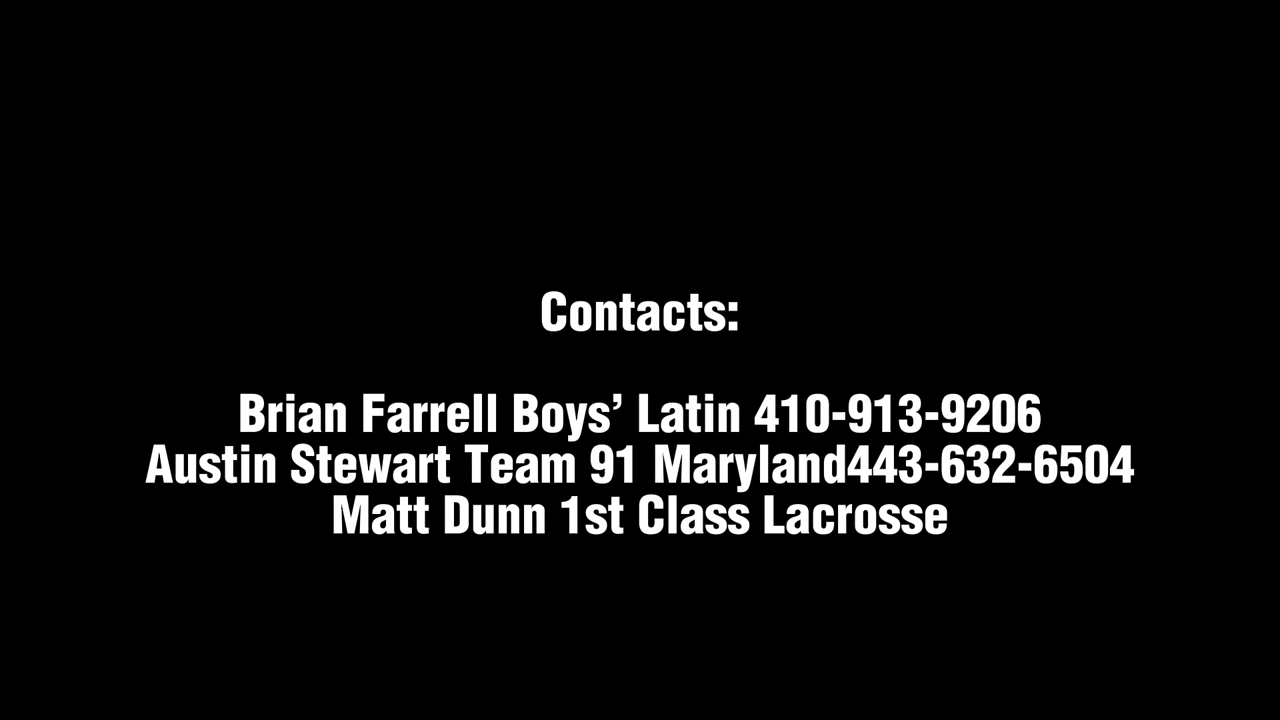 Contacts:
Brian Farrell Boys’ Latin 410-913-9206
Austin Stewart Team 91 Maryland443-632-6504
Matt Dunn 1st Class Lacrosse